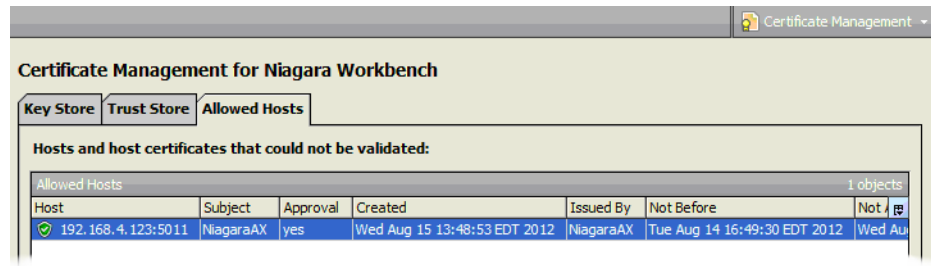 Certificate Management
Certificate Management for Niagara Workbench
Key Store Trust Store Allowed Hosts
Hosts and host certificates that could not be validated:
Allowed Hosts 1 objects
Host Subject Approval Created Issued By Not Before Not
192.168.4.123:5011 NiagaraAX yes Wed Aug 15 13:48:53 EDT 2012 NiagaraAX Tue Aug 14 16:49:30 EDT 2012 Wed